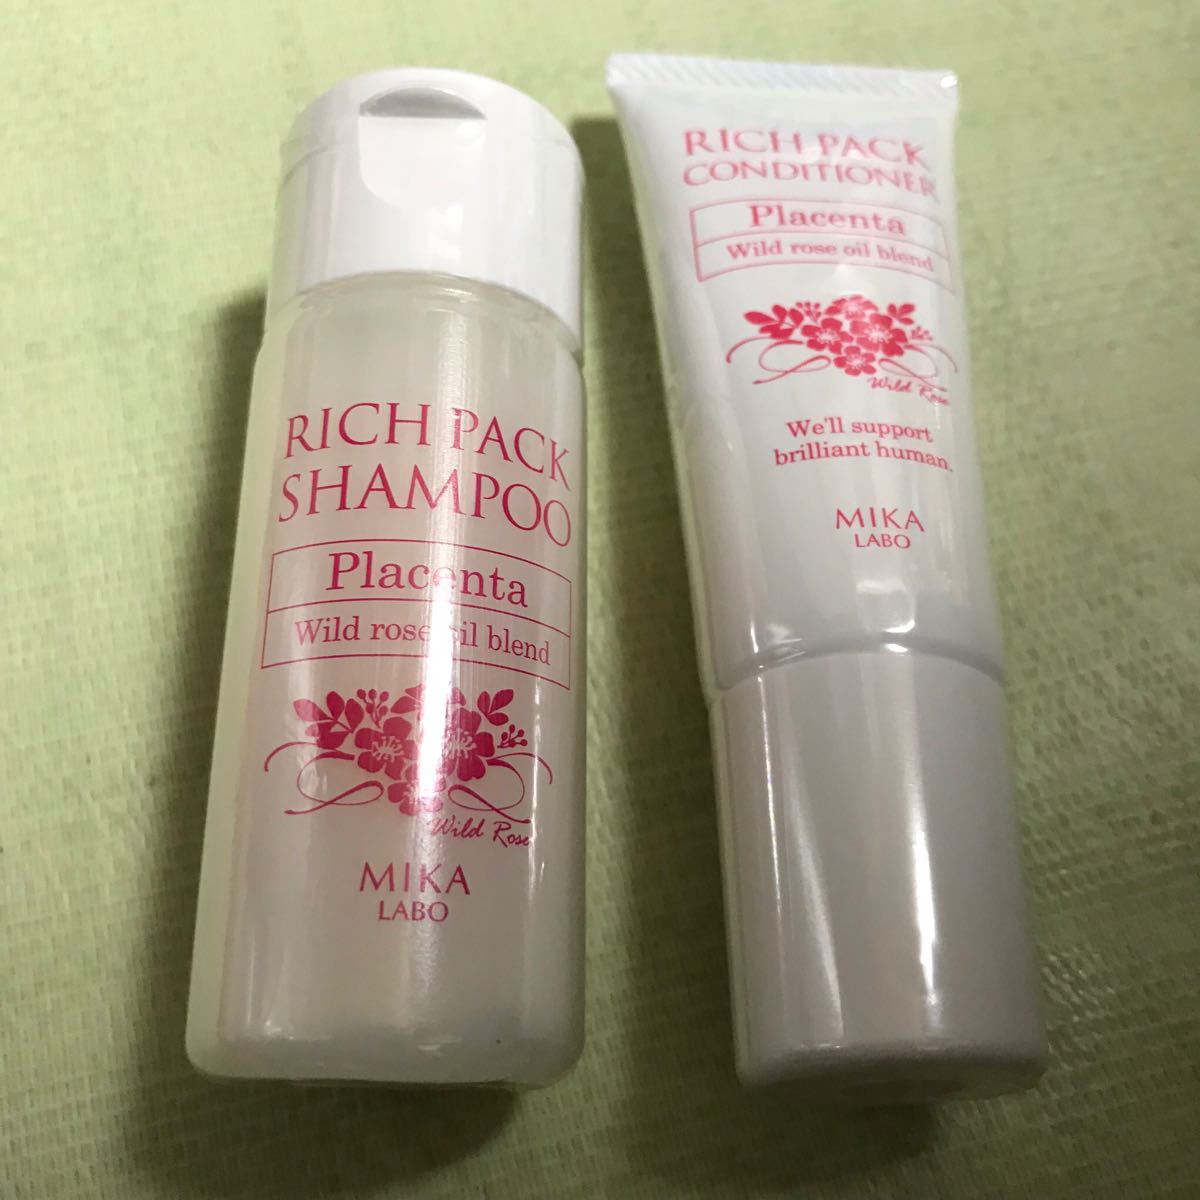 RICH PACK
SHAMPOO
Placenta
Wild rose oil blend
Wild Rose
MIKA
LABO
RICH PACK
CONDITIONER
Placenta
Wild rose oil blend
Wild Rose
We'll support
brilliant human.
MIKA
LABO